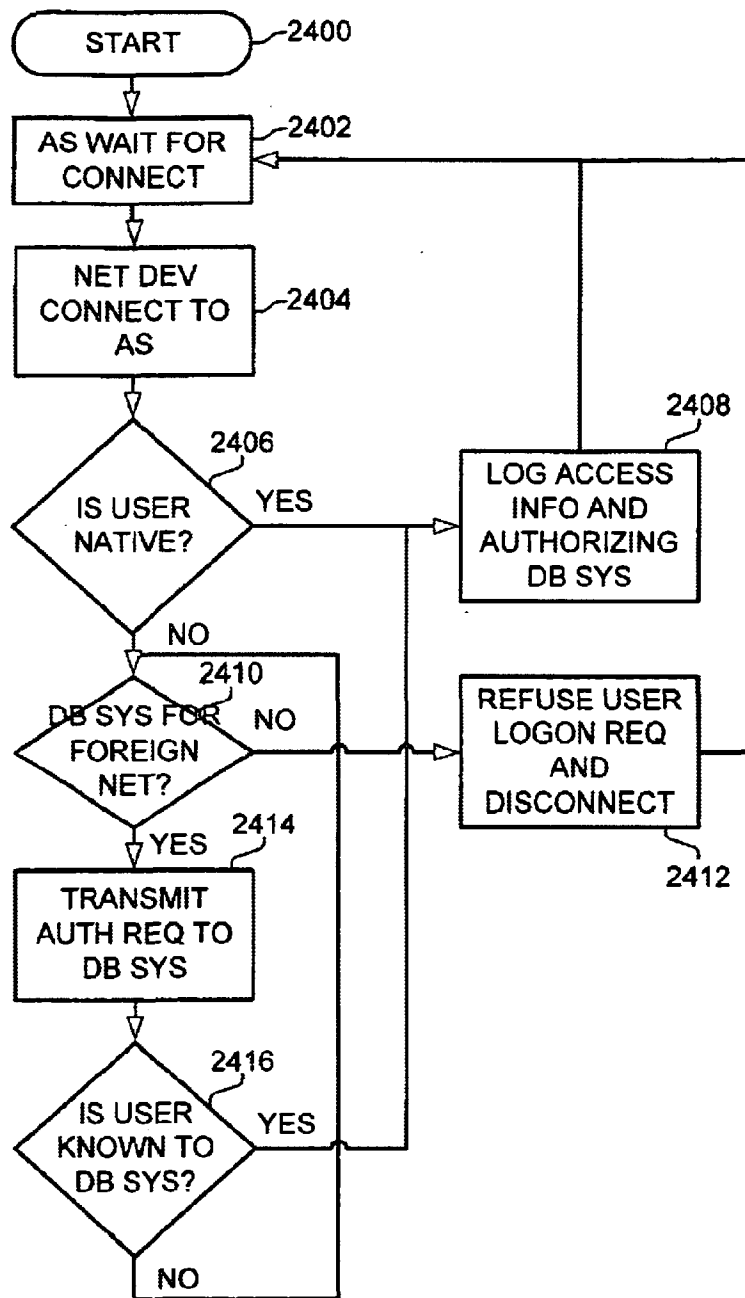 START
2400
AS WAIT FOR
CONNECT
2402
NET DEV
CONNECT TO
AS
2404
2406
IS USER
NATIVE?
YES
NO
2408
LOG ACCESS
INFO AND
AUTHORIZING
DB SYS
2410
DB SYS FOR
FOREIGN
NET?
NO
YES
REFUSE USER
LOGON REQ
AND
DISCONNECT
2412
2414
TRANSMIT
AUTH REQ TO
DB SYS
2416
IS USER
KNOWN TO
DB SYS?
YES
NO